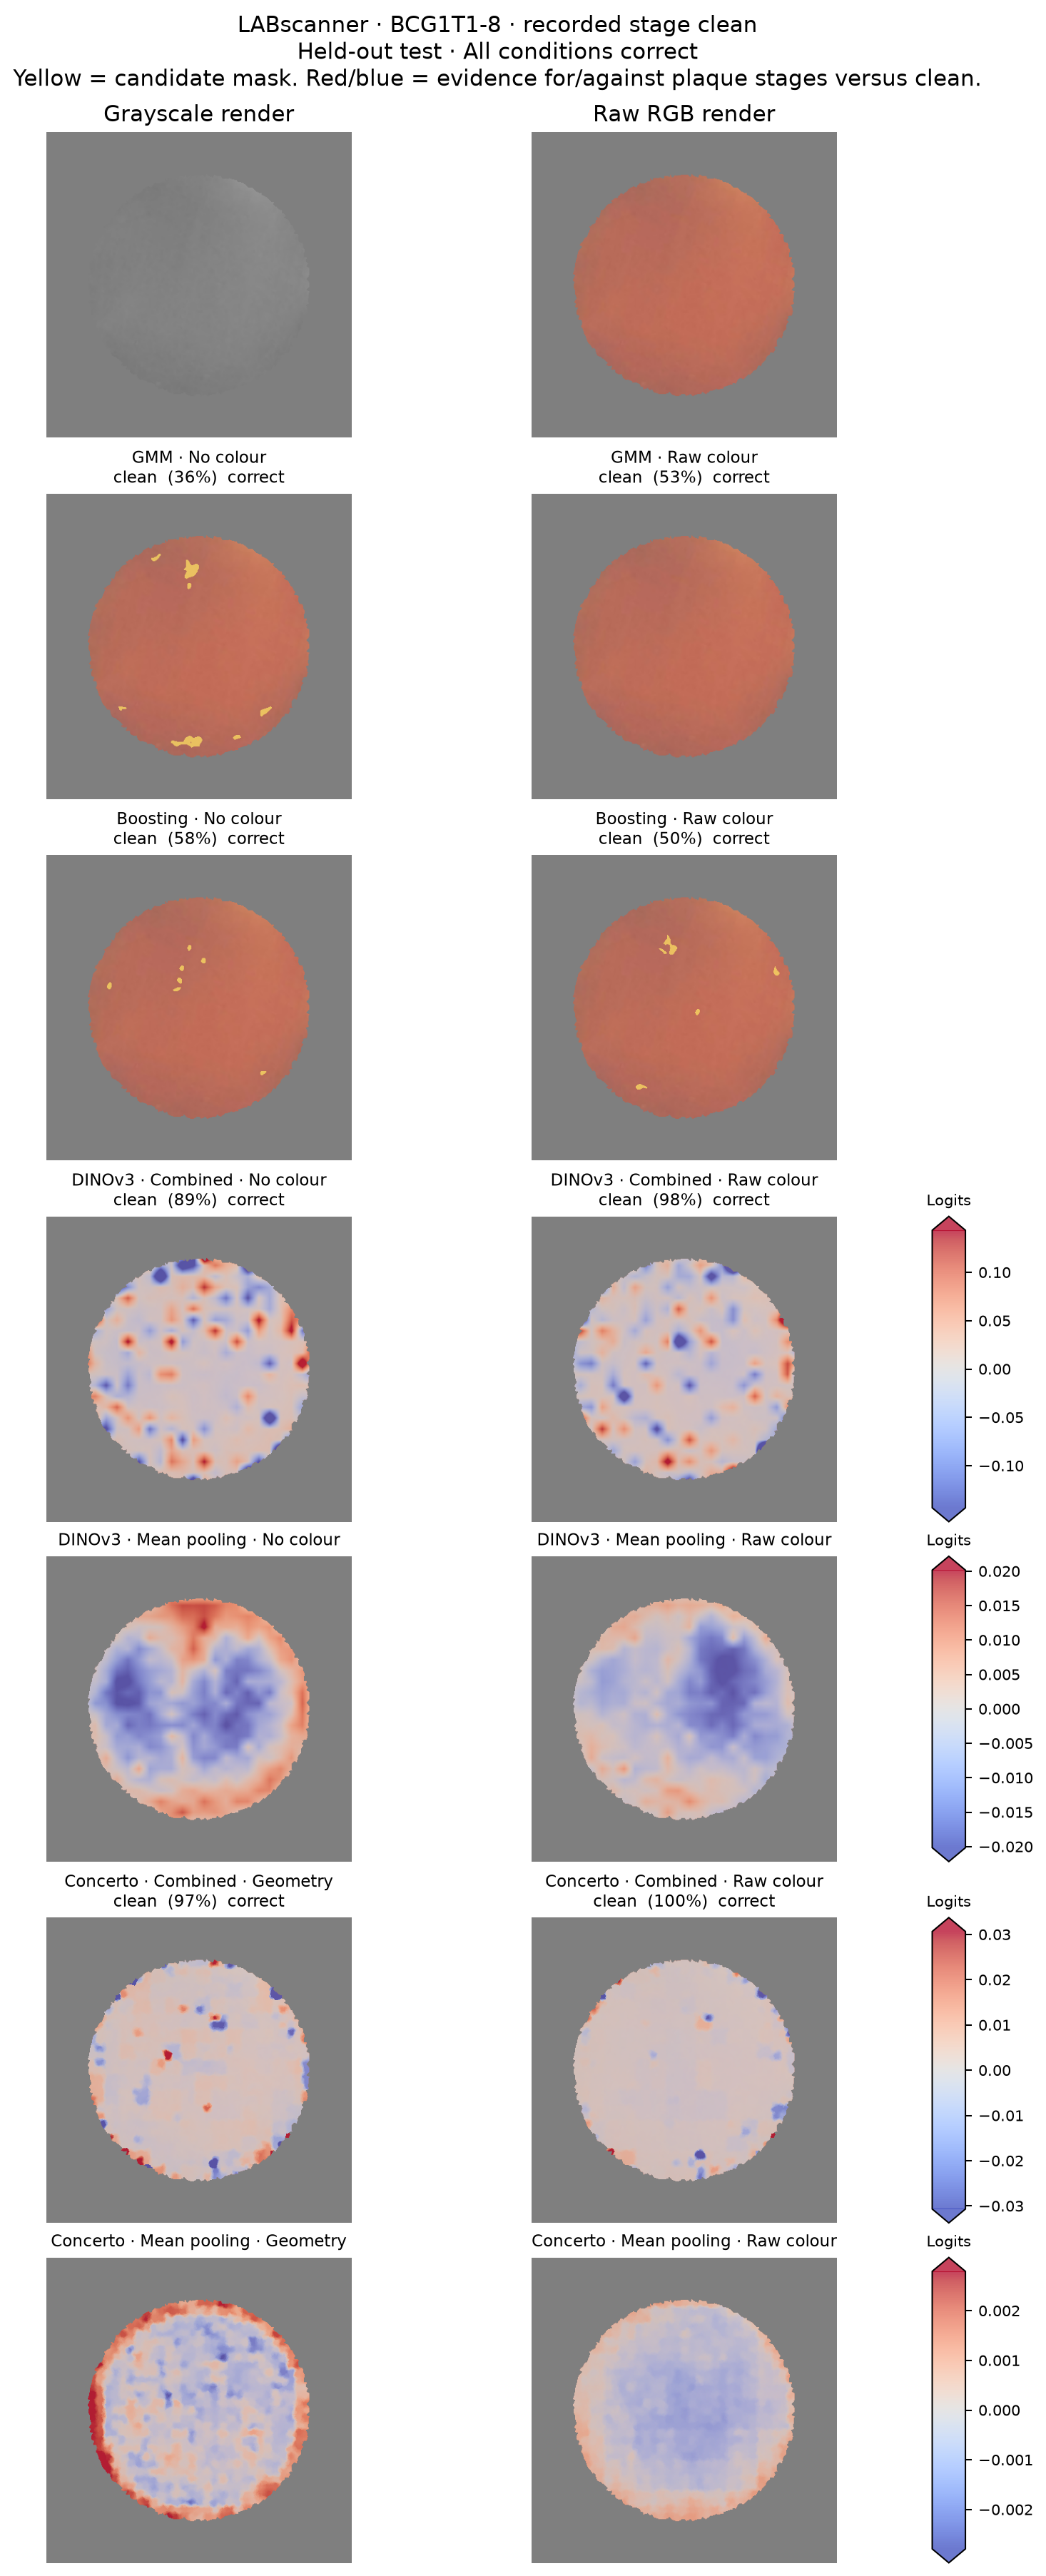 LABscanner · BCG1T1-8 · recorded stage clean
Held-out test · All conditions correct
Yellow = candidate mask. Red/blue = evidence for/against plaque stages versus clean.
Grayscale render
Raw RGB render
GMM · No colour
clean (36%) correct
GMM · Raw colour
clean (53%) correct
Boosting · No colour
clean (58%) correct
Boosting · Raw colour
clean (50%) correct
DINOv3 · Combined · No colour
clean (89%) correct
DINOv3 · Combined · Raw colour
clean (98%) correct
Logits
0.10
0.05
0.00
−0.05
−0.10
DINOv3 · Mean pooling · No colour
DINOv3 · Mean pooling · Raw colour
Logits
0.020
0.015
0.010
0.005
0.000
−0.005
−0.010
−0.015
−0.020
Concerto · Combined · Geometry
clean (97%) correct
Concerto · Combined · Raw colour
clean (100%) correct
Logits
0.03
0.02
0.01
0.00
−0.01
−0.02
−0.03
Concerto · Mean pooling · Geometry
Concerto · Mean pooling · Raw colour
Logits
0.002
0.001
0.000
−0.001
−0.002